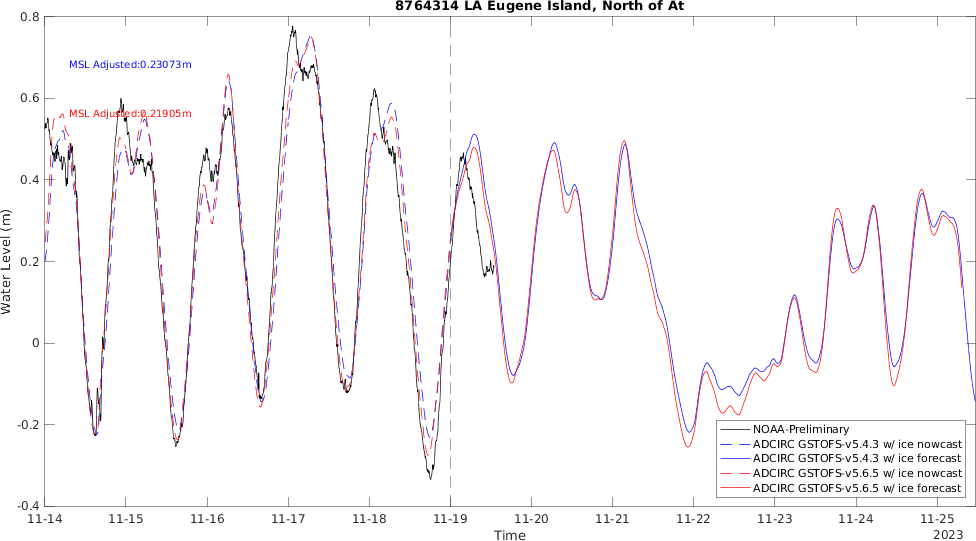 8764314 LA Eugene Island, North of At
0.8
0.6
0.4
0.2
0
-0.2
-0.4
Water Level (m)
MSL Adjusted:0.23073m
MSL Adjusted:0.21905m
NOAA-Preliminary
ADCIRC GSTOFS-v5.4.3 w/ ice nowcast
ADCIRC GSTOFS-v5.4.3 w/ ice forecast
ADCIRC GSTOFS-v5.6.5 w/ ice nowcast
ADCIRC GSTOFS-v5.6.5 w/ ice forecast
11-14 11-15 11-16 11-17 11-18 11-19 11-20 11-21 11-22 11-23 11-24 11-25
Time
2023